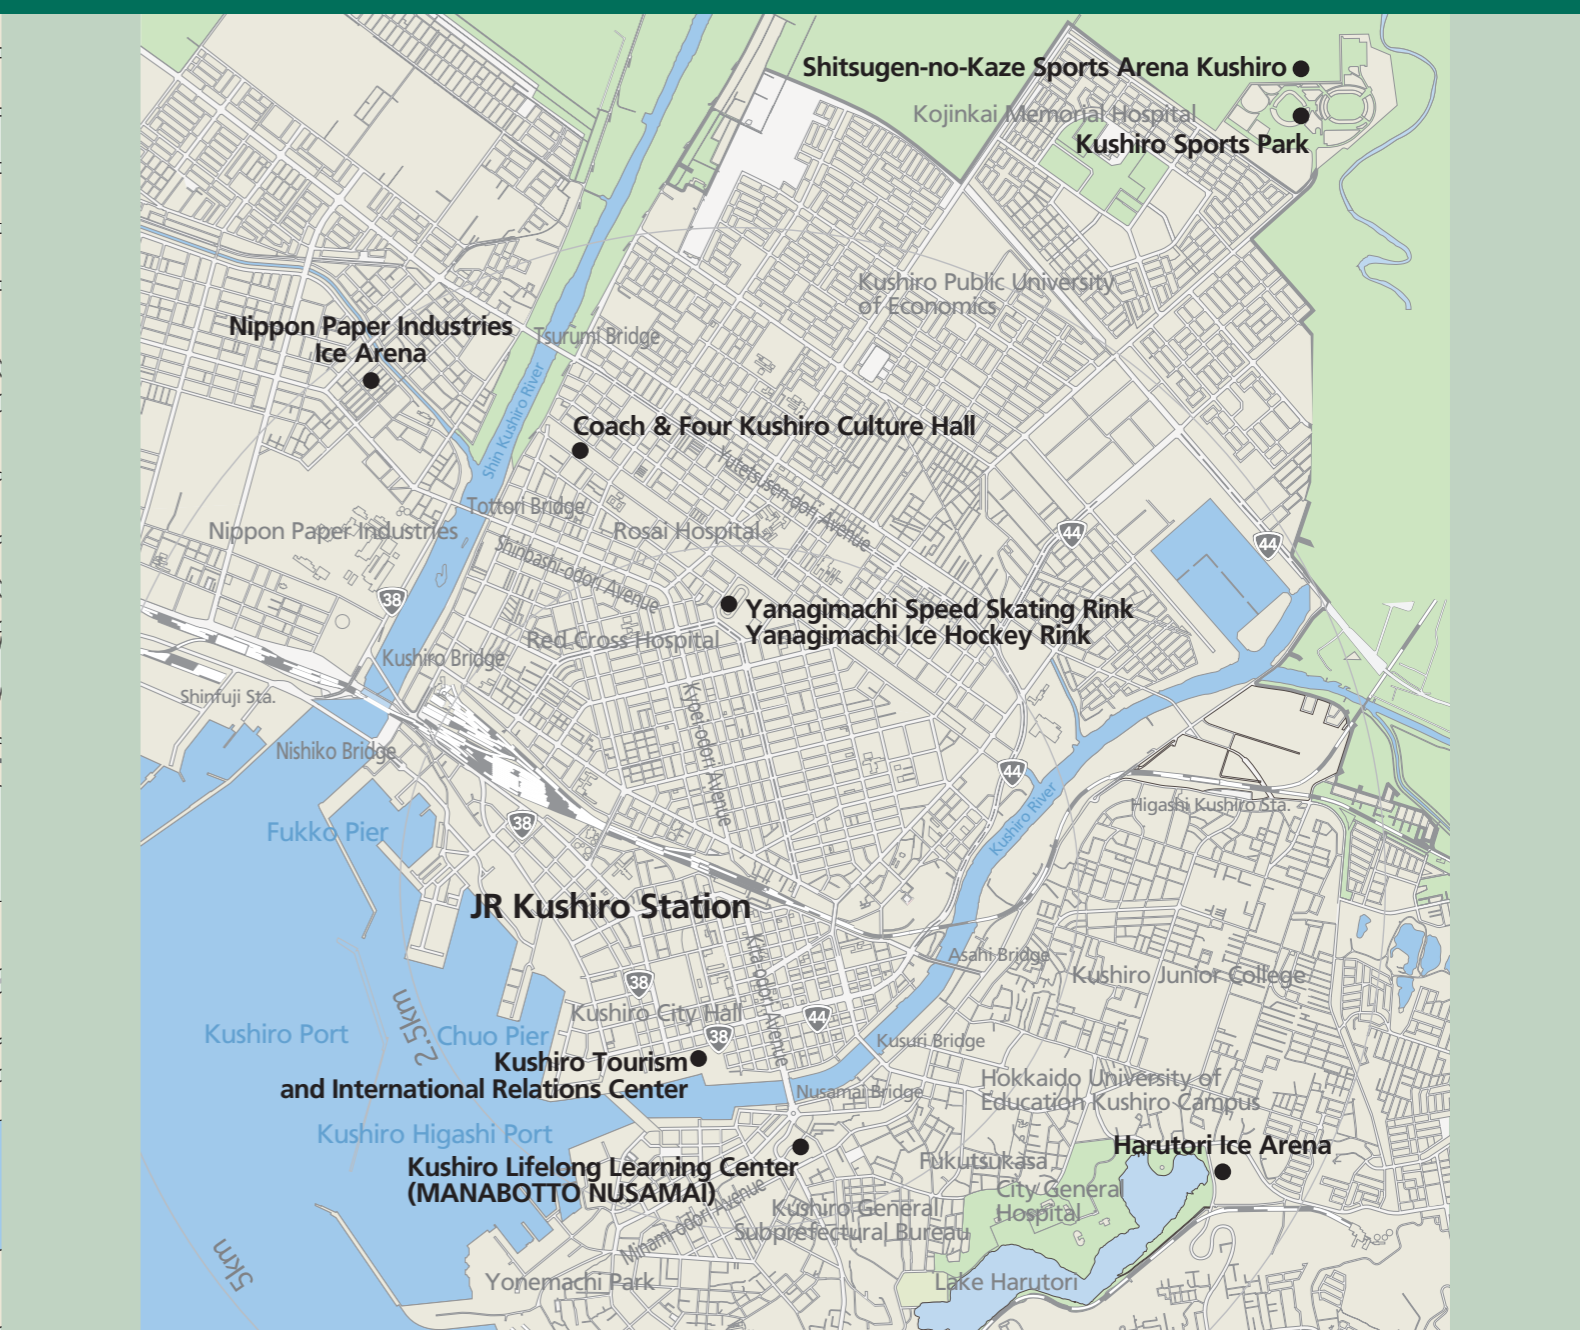 Shitsugen-no-Kaze Sports Arena Kushiro
Kojinkai Memorial Hospital
Kushiro Sports Park
Kushiro Public University
of Economics
Nippon Paper Industries
Ice Arena
Tsurumi Bridge
Shin Kushiro River
Coach & Four Kushiro Culture Hall
Yutetsusen-dori Avenue
Tottori Bridge
Nippon Paper Industries
Rosai Hospital
44
44
Shinbashi-odori Avenue
38
Yanagimachi Speed Skating Rink
Yanagimachi Ice Hockey Rink
Red Cross Hospital
Kushiro Bridge
Shinfuji Sta.
Kyoei-odori Avenue
Nishiko Bridge
44
Kushiro River
Higashi Kushiro Sta.
38
Fukko Pier
JR Kushiro Station
Kita-odori Avenue
Asahi Bridge
Kushiro Junior College
38
2.5km
Kushiro City Hall
44
Kushiro Port
Chuo Pier
38
Kusuri Bridge
Kushiro Tourism
and International Relations Center
Nusamai Bridge
Hokkaido University of
Education Kushiro Campus
Kushiro Higashi Port
Harutori Ice Arena
Kushiro Lifelong Learning Center
(MANABOTTO NUSAMAI)
Fukutsukasa
City General
Hospital
Minami-odori Avenue
Kushiro General
Subprefectural Bureau
5km
Yonemachi Park
Lake Harutori